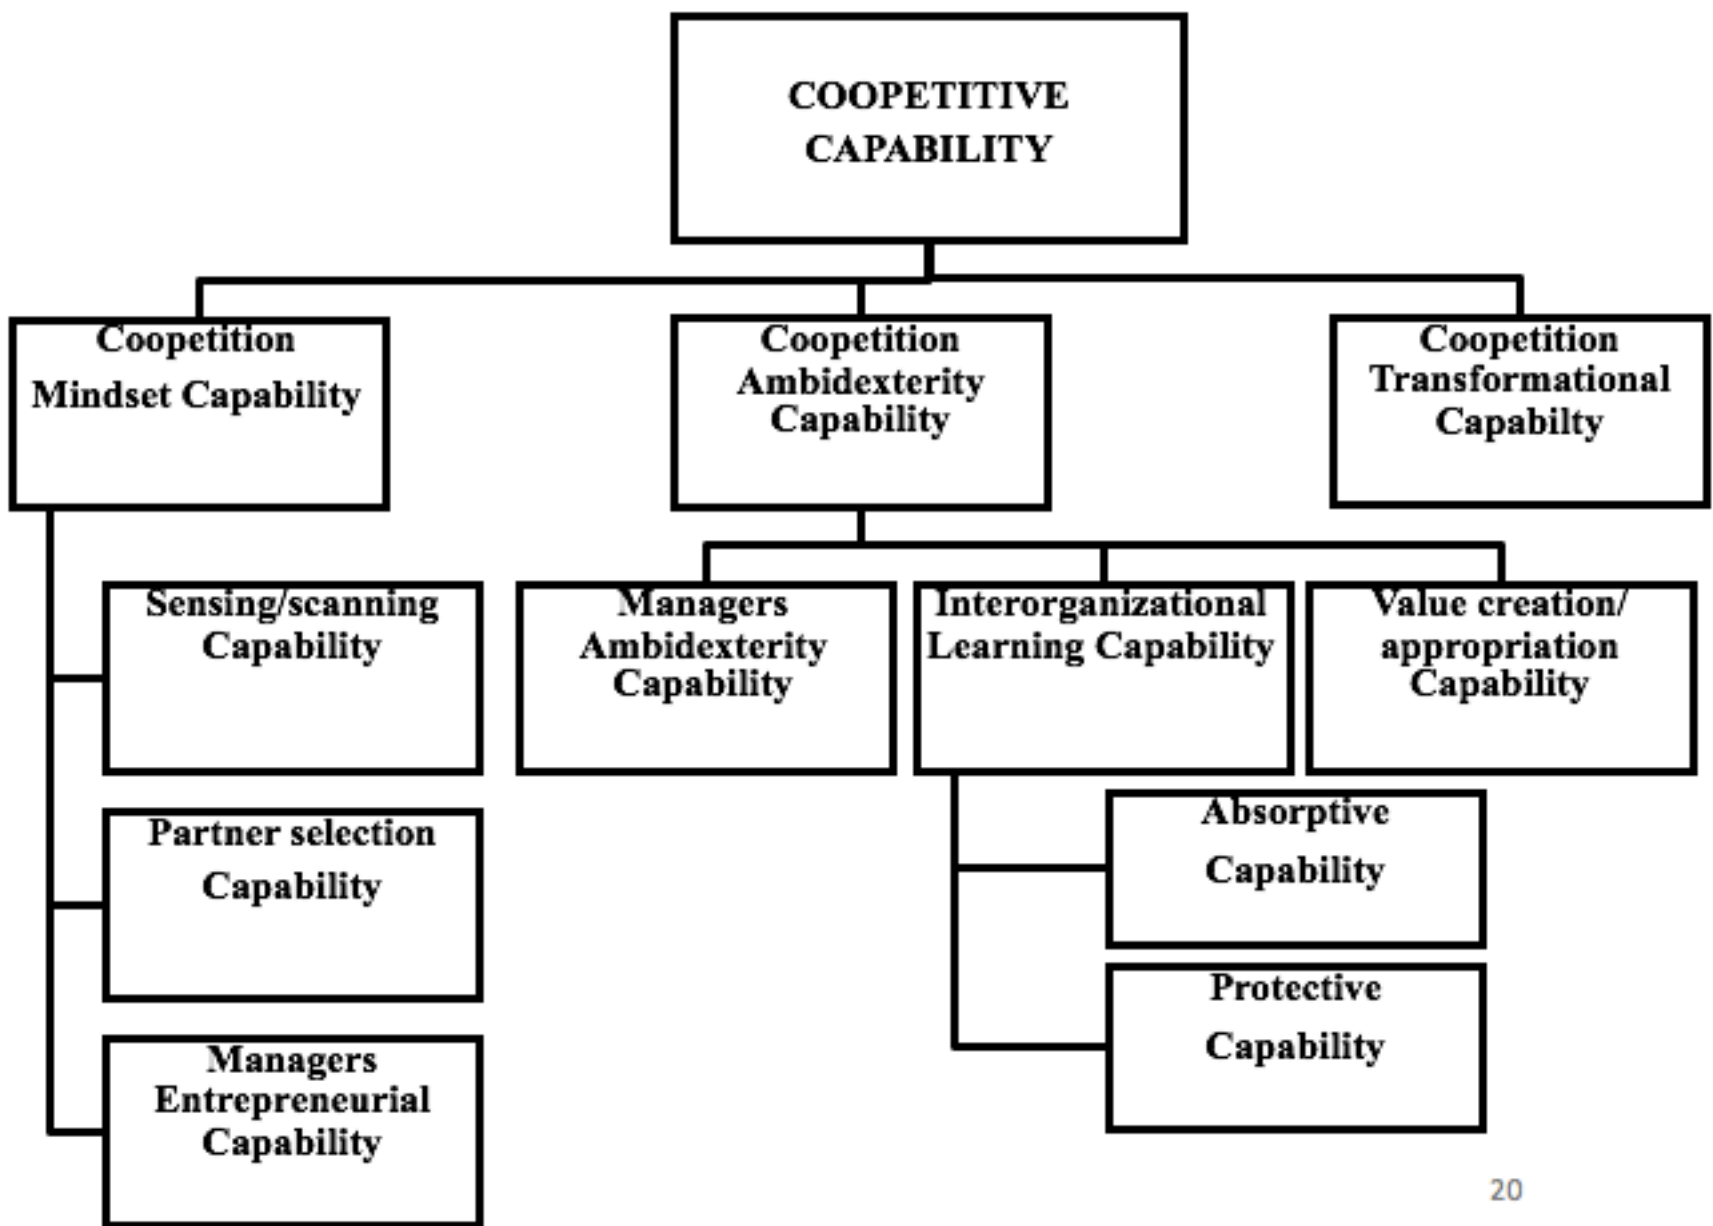 COOPETITIVE
CAPABILITY
Coopetition
Mindset Capability
Coopetition
Ambidexterity
Capability
Coopetition
Transformational
Capabilty
Sensing/scanning
Capability
Managers
Ambidexterity
Capability
Interorganizational
Learning Capability
Value creation/
appropriation
Capability
Partner selection
Capability
Absorptive
Capability
Managers
Entrepreneurial
Capability
Protective
Capability
20